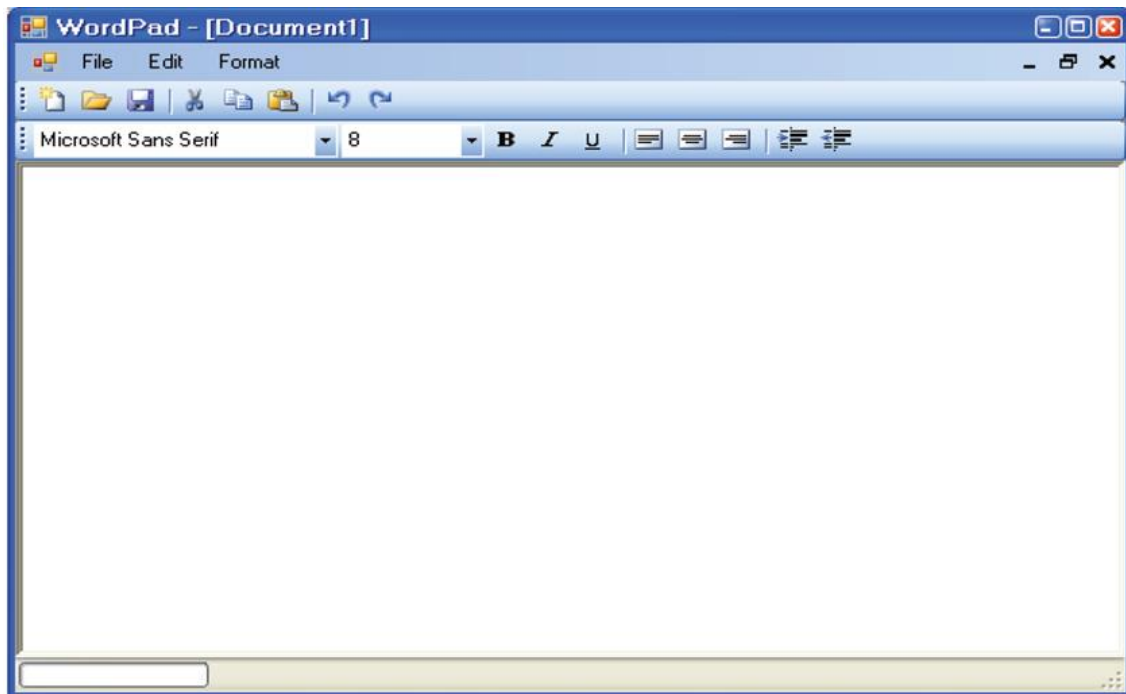 WordPad - [Document1]
File Edit Format
Microsoft Sans Serif 8 B I U